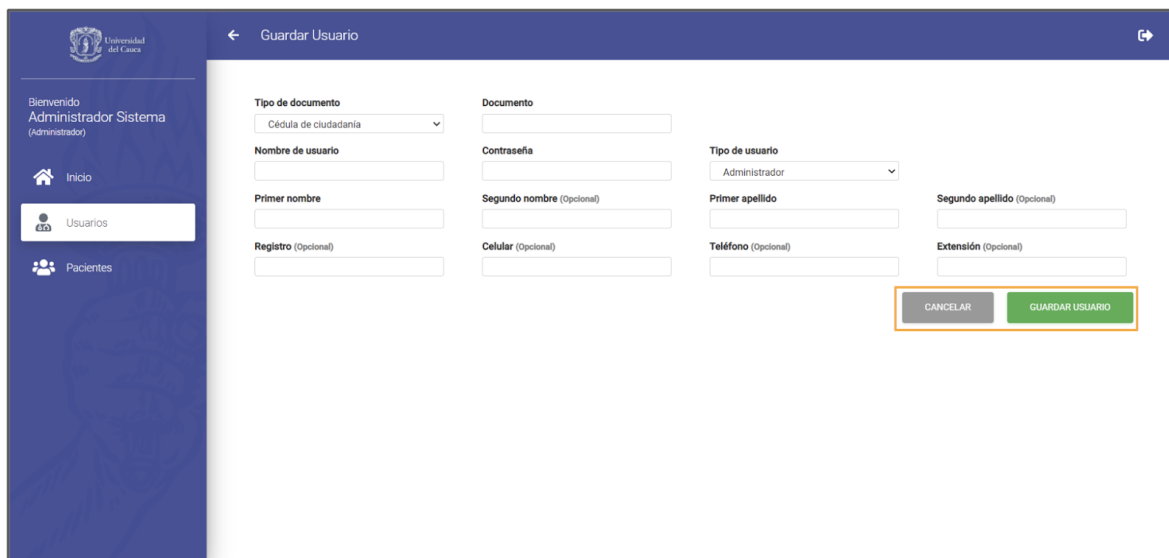 Universidad
del Cauca
Guardar Usuario
Bienvenido
Administrador Sistema
(Administrador)
Inicio
Usuarios
Pacientes
Tipo de documento
Documento
Cédula de ciudadanía
Nombre de usuario
Contraseña
Tipo de usuario
Administrador
Primer nombre
Segundo nombre (Opcional)
Primer apellido
Segundo apellido (Opcional)
Registro (Opcional)
Celular (Opcional)
Teléfono (Opcional)
Extensión (Opcional)
CANCELAR
GUARDAR USUARIO